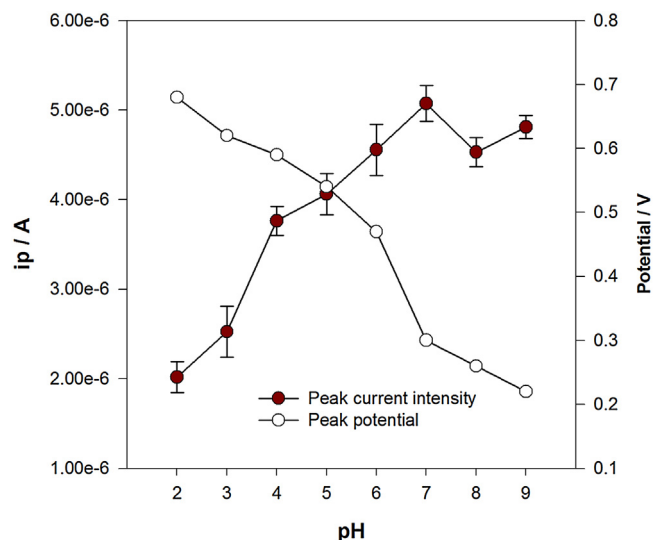 6.00e-6
5.00e-6
4.00e-6
3.00e-6
2.00e-6
1.00e-6
ip / A
0.8
0.7
0.6
0.5
0.4
0.3
0.2
0.1
Potential / V
Peak current intensity
Peak potential
2 3 4 5 6 7 8 9
pH